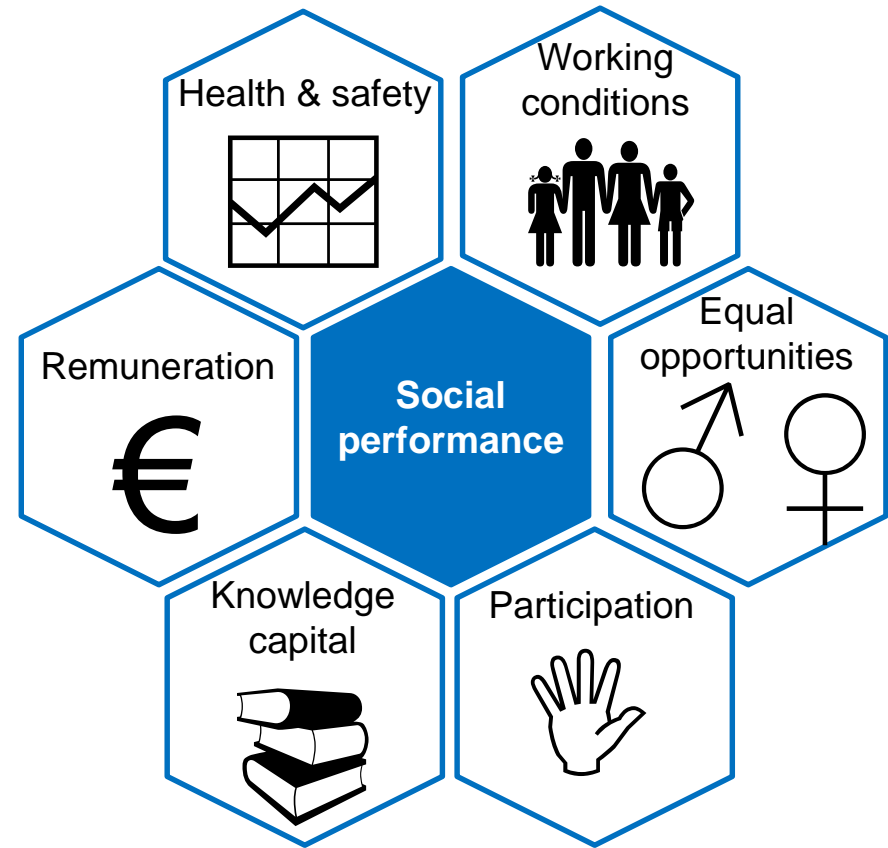 Health & safety
Working
conditions
Remuneration
€
Social
performance
Equal
opportunities
Knowledge
capital
Participation